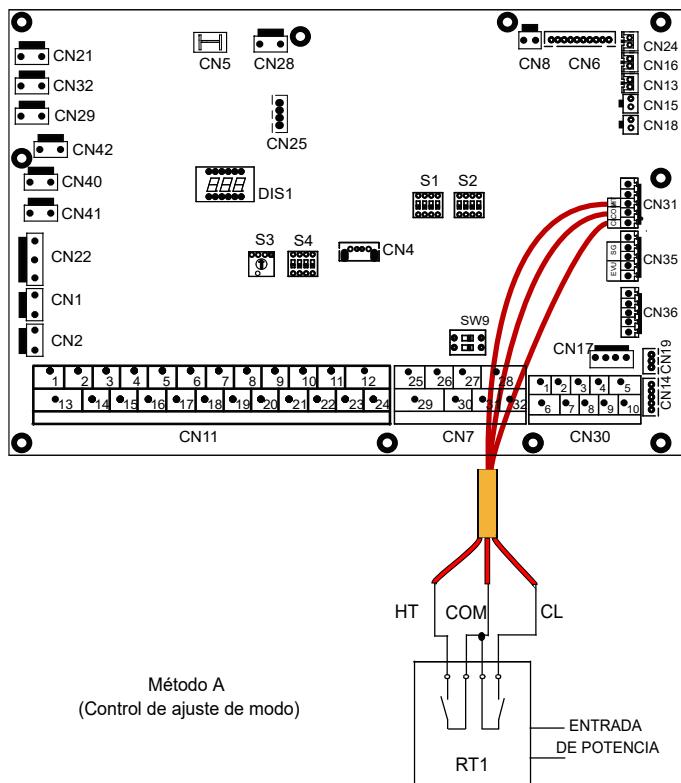 CN21
CN32
CN29
CN42
CN40
CN41
CN22
CN1
CN2
CN5
CN28
CN25
DIS1
S1
S2
S3
S4
CN4
SW9
CN8
CN6
CN24
CN16
CN13
CN15
CN18
CN31
SG
EVU
CN35
CN36
CN17
CN19
CN14
1 2 3 4 5 6 7 8 9 10 11 12
13 14 15 16 17 18 19 20 21 22 23 24
CN11
25 26 27 28
29 30 31 32
CN7
1 2 3 4 5
6 7 8 9 10
CN30
HT
COM
CL
Método A
(Control de ajuste de modo)
RT1
ENTRADA
DE POTENCIA